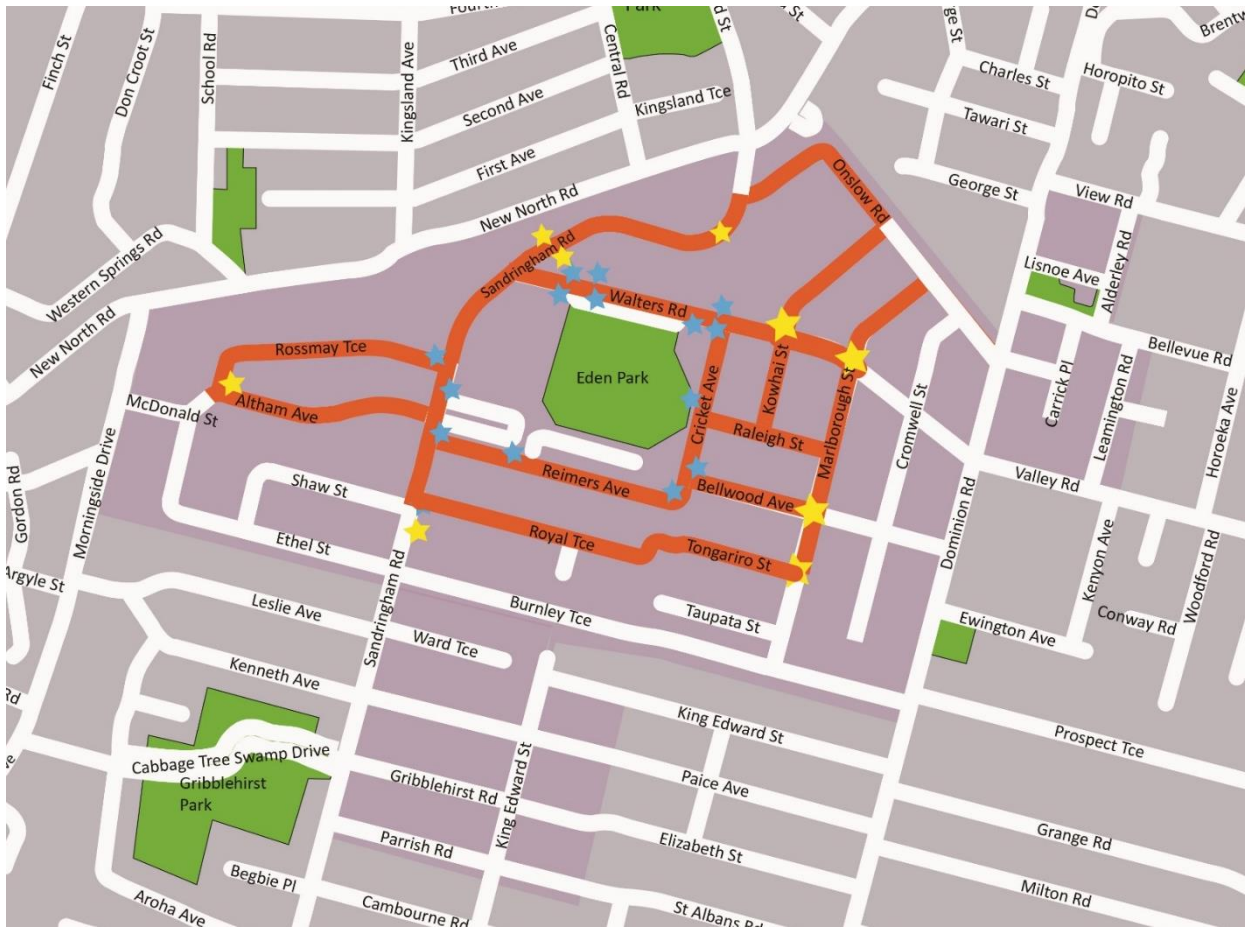 Fourth
Park
Finch St
Don Croot St
School Rd
Kingsland Ave
Third Ave
Central Rd
Second Ave
Kingsland Tce
First Ave
New North Rd
Charles St
Horopito St
Tawari St
George St
View Rd
Onslow Rd
Western Springs Rd
New North Rd
Sandringham Rd
Walters Rd
Lisnoe Ave
Alderley Rd
Rossmay Tce
Bellevue Rd
Eden Park
Cricket Ave
Kowhai St
Carrick Pl
Leamington Rd
Horoeka Ave
Altham Ave
McDonald St
Marlborough St
Cromwell St
Raleigh St
Gordon Rd
Morningside Drive
Shaw St
Reimers Ave
Bellwood Ave
Valley Rd
Ethel St
Royal Tce
Tongariro St
Dominion Rd
Kenyon Ave
Woodford Rd
Argyle St
Leslie Ave
Sandringham Rd
Burnley Tce
Taupata St
Ewington Ave
Conway Rd
Ward Tce
Kenneth Ave
Rd
King Edward St
Prospect Tce
Cabbage Tree Swamp Drive
Gribblehirst
Park
Gribblehirst Rd
King Edward St
Paice Ave
Parrish Rd
Elizabeth St
Grange Rd
Begbie Pl
Milton Rd
Aroha Ave
Cambourne Rd
St Albans Rd